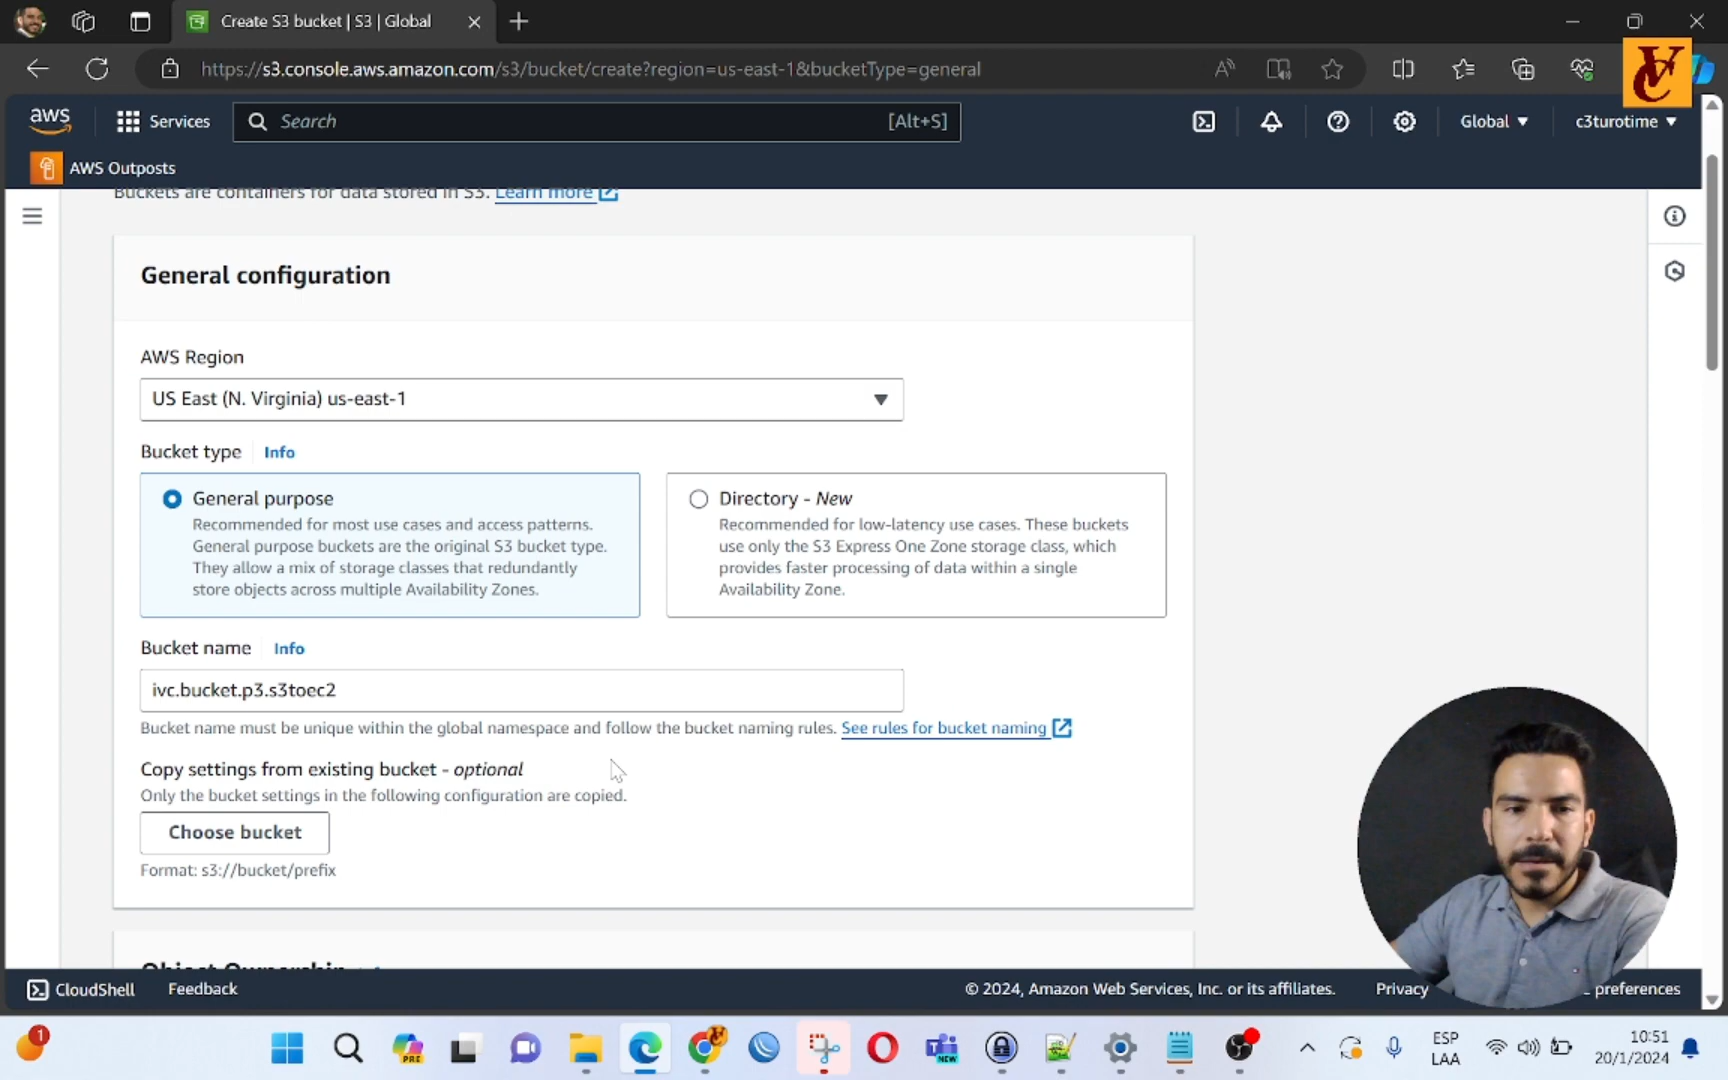 Create S3 bucket | S3 | Global
https://s3.console.aws.amazon.com/s3/bucket/create?region=us-east-1&bucketType=general
aws
Services
Search
[Alt+S]
Global
c3turotime
AWS Outposts
Buckets are containers for data stored in S3. Learn more
General configuration
AWS Region
US East (N. Virginia) us-east-1
Bucket type
Info
General purpose
Recommended for most use cases and access patterns.
General purpose buckets are the original S3 bucket type.
They allow a mix of storage classes that redundantly
store objects across multiple Availability Zones.
Directory - New
Recommended for low-latency use cases. These buckets
use only the S3 Express One Zone storage class, which
provides faster processing of data within a single
Availability Zone.
Bucket name
Info
ivc.bucket.p3.s3toec2
Bucket name must be unique within the global namespace and follow the bucket naming rules. See rules for bucket naming
Copy settings from existing bucket - optional
Only the bucket settings in the following configuration are copied.
Choose bucket
Format: s3://bucket/prefix
Object Ownership
CloudShell
Feedback
© 2024, Amazon Web Services, Inc. or its affiliates.
Privacy
preferences
1
PRE
NEW
ESP
LAA
10:51
20/1/2024